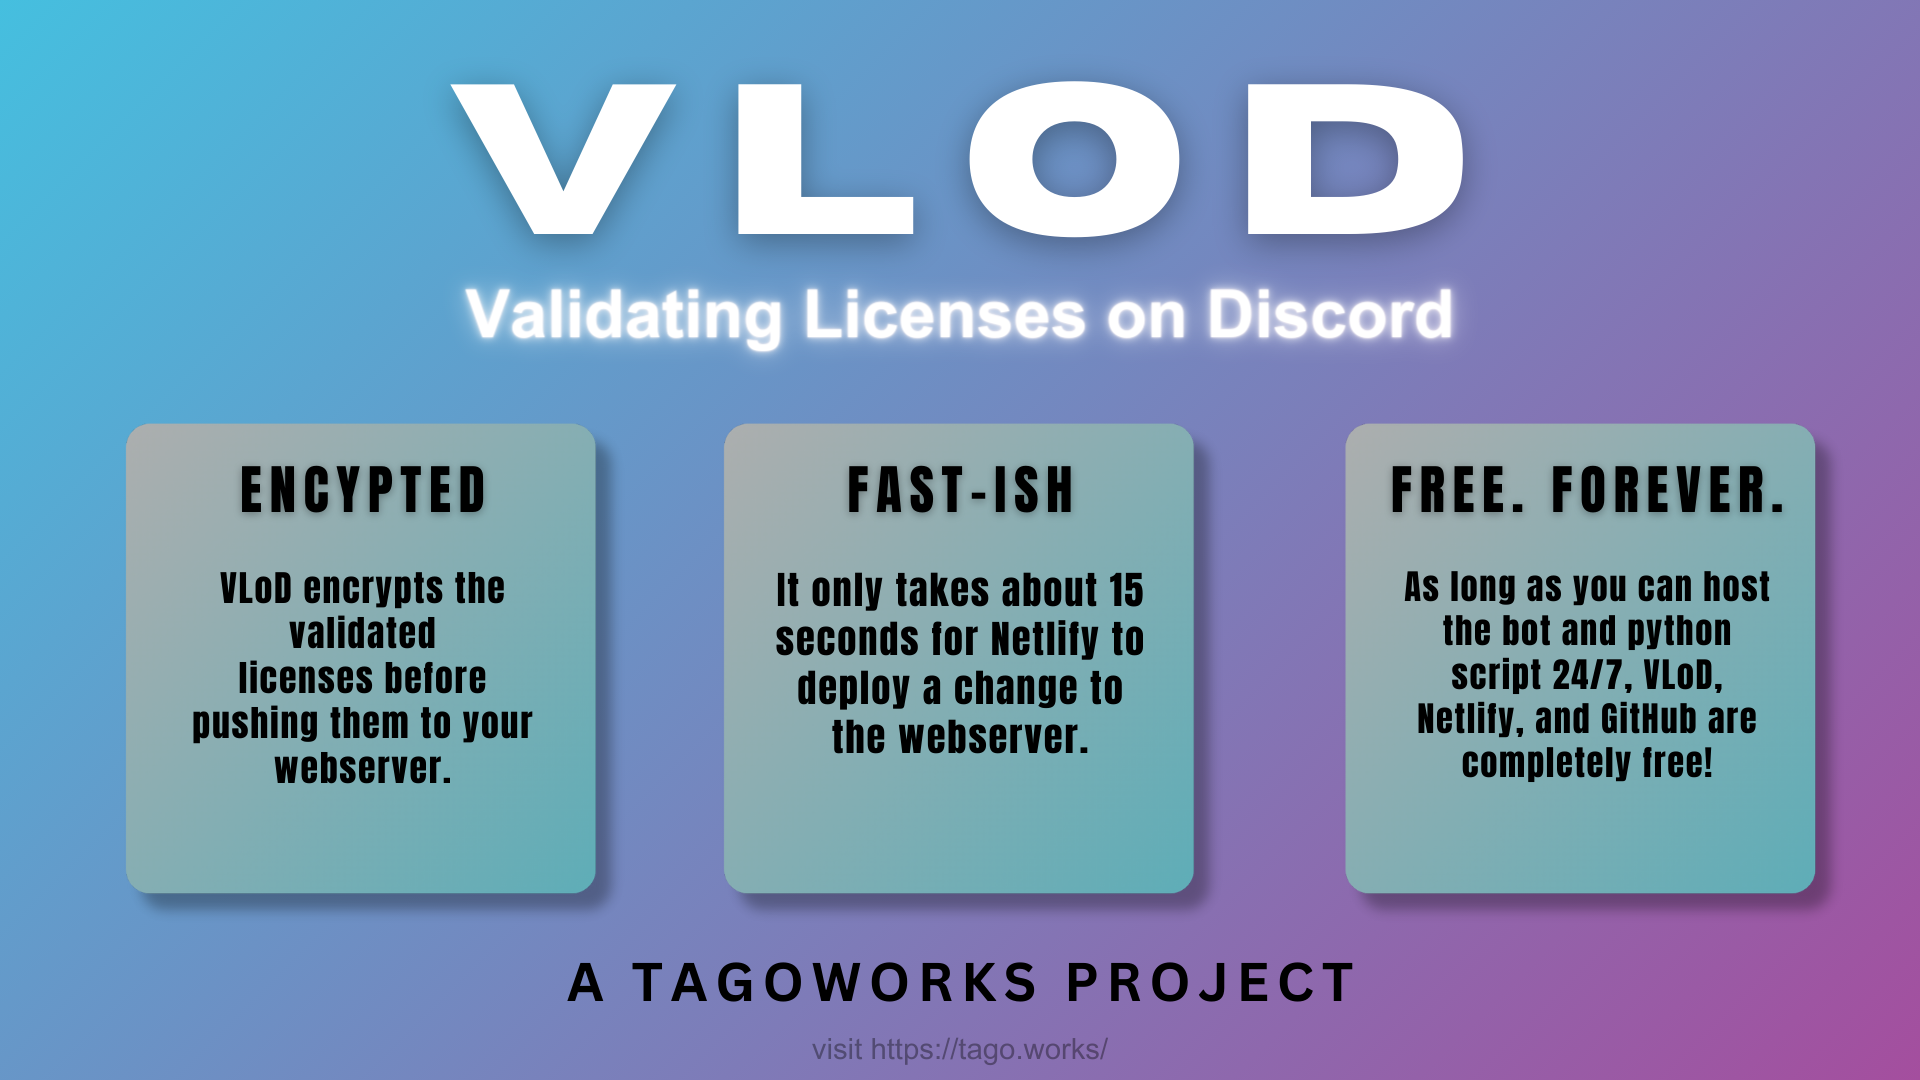 VLOD
Validating Licenses on Discord
ENCYPTED
VLoD encrypts the
validated
licenses before
pushing them to your
webserver.
FAST-ISH
It only takes about 15
seconds for Netlify to
deploy a change to
the webserver.
FREE. FOREVER.
As long as you can host
the bot and python
script 24/7, VLoD,
Netlify, and GitHub are
completely free!
A TAGOWORKS PROJECT
visit https://tago.works/